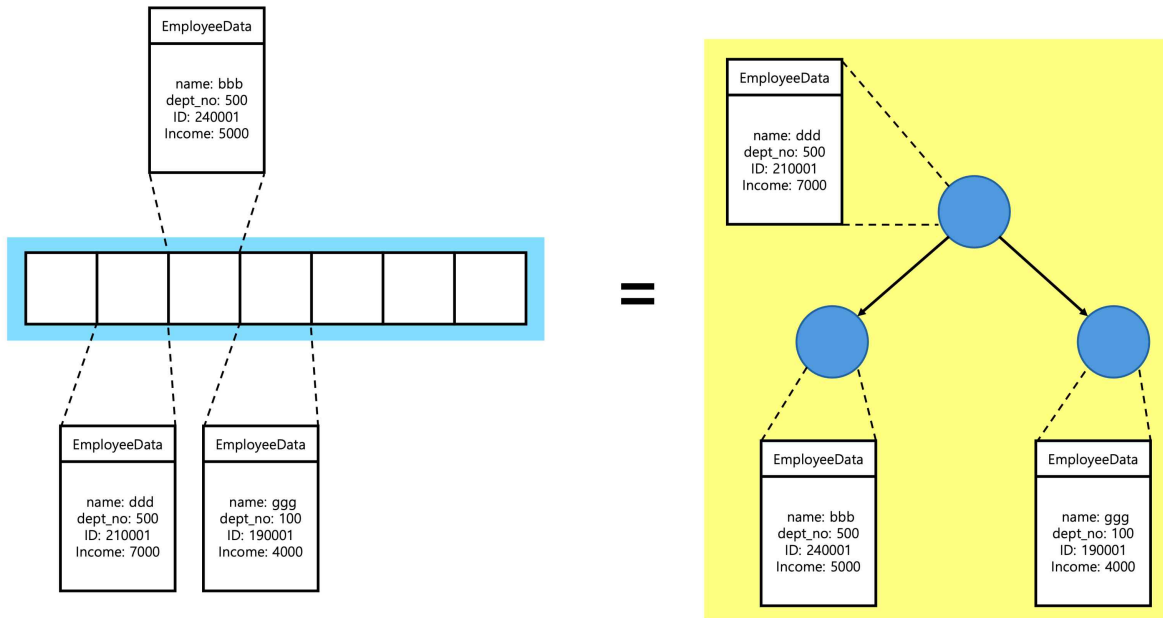 EmployeeData
name: bbb
dept_no: 500
ID: 240001
Income: 5000
EmployeeData
name: ddd
dept_no: 500
ID: 210001
Income: 7000
EmployeeData
name: ggg
dept_no: 100
ID: 190001
Income: 4000
=
EmployeeData
name: ddd
dept_no: 500
ID: 210001
Income: 7000
EmployeeData
name: bbb
dept_no: 500
ID: 240001
Income: 5000
EmployeeData
name: ggg
dept_no: 100
ID: 190001
Income: 4000